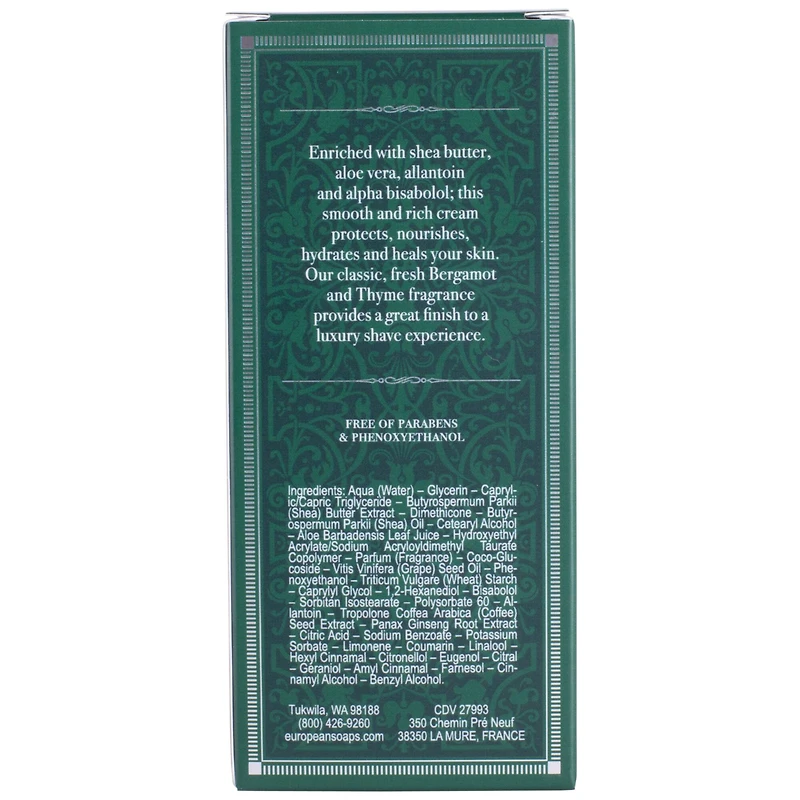 Enriched with shea butter,
aloe vera, allantoin
and alpha bisabolol; this
smooth and rich cream
protects, nourishes,
hydrates and heals your skin.
Our classic, fresh Bergamot
and Thyme fragrance
provides a great finish to a
luxury shave experience.
FREE OF PARABENS
& PHENOXYETHANOL
Ingredients: Aqua (Water) – Glycerin – Capryl-
ic/Capric Triglyceride – Butyrospermum Parkii
(Shea) Butter Extract – Dimethicone – Butyr-
ospermum Parkii (Shea) Oil – Cetearyl Alcohol
– Aloe Barbadensis Leaf Juice – Hydroxyethyl
Acrylate/Sodium Acryloyldimethyl Taurate
Copolymer – Parfum (Fragrance) – Coco-Glu-
coside – Vitis Vinifera (Grape) Seed Oil – Phe-
noxyethanol – Triticum Vulgare (Wheat) Starch
– Caprylyl Glycol – 1,2-Hexanediol – Bisabolol
– Sorbitan Isostearate – Polysorbate 60 – Al-
lantoin – Tropolone Coffea Arabica (Coffee)
Seed Extract – Panax Ginseng Root Extract
– Citric Acid – Sodium Benzoate – Potassium
Sorbate – Limonene – Coumarin – Linalool –
Hexyl Cinnamal – Citronellol – Eugenol – Citral
– Geraniol – Amyl Cinnamal – Farnesol – Cin-
namyl Alcohol – Benzyl Alcohol.
Tukwila, WA 98188
(800) 426-9260
europeansoaps.com
CDV 27993
350 Chemin Pré Neuf
38350 LA MURE, FRANCE